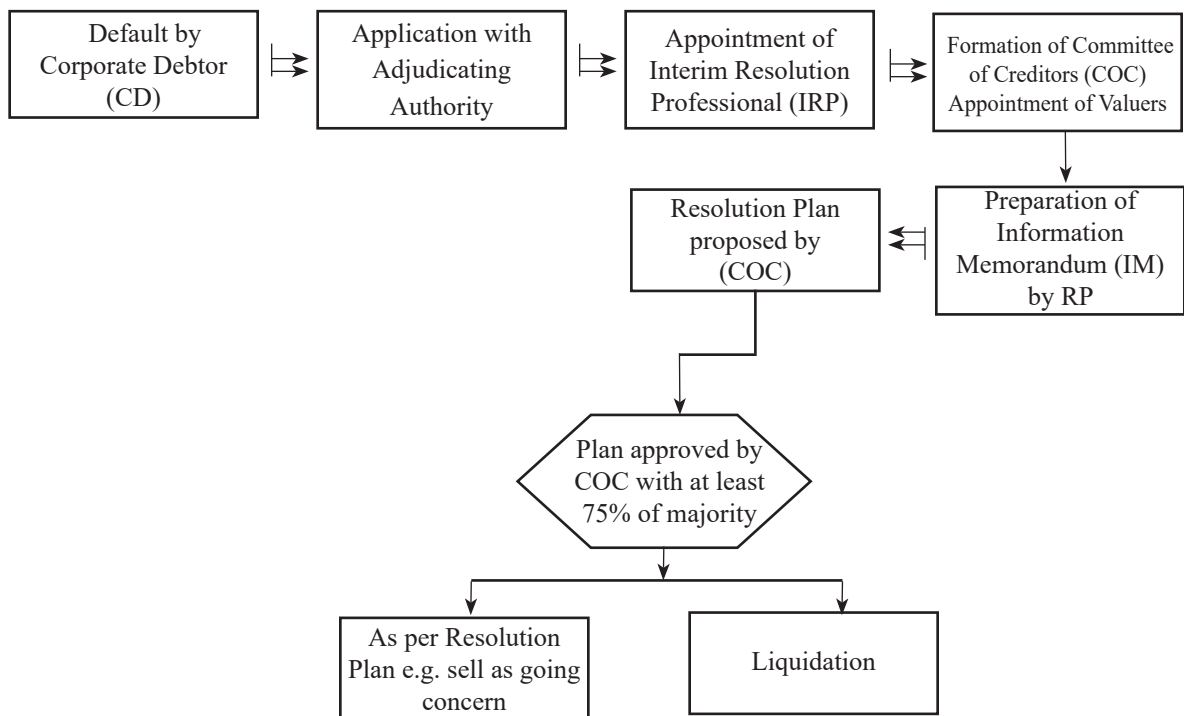 Default by
Corporate Debtor
(CD)
Application with
Adjudicating
Authority
Appointment of
Interim Resolution
Professional (IRP)
Formation of Committee
of Creditors (COC)
Appointment of Valuers
Resolution Plan
proposed by
(COC)
Preparation of
Information
Memorandum (IM)
by RP
Plan approved by
COC with at least
75% of majority
As per Resolution
Plan e.g. sell as going
concern
Liquidation